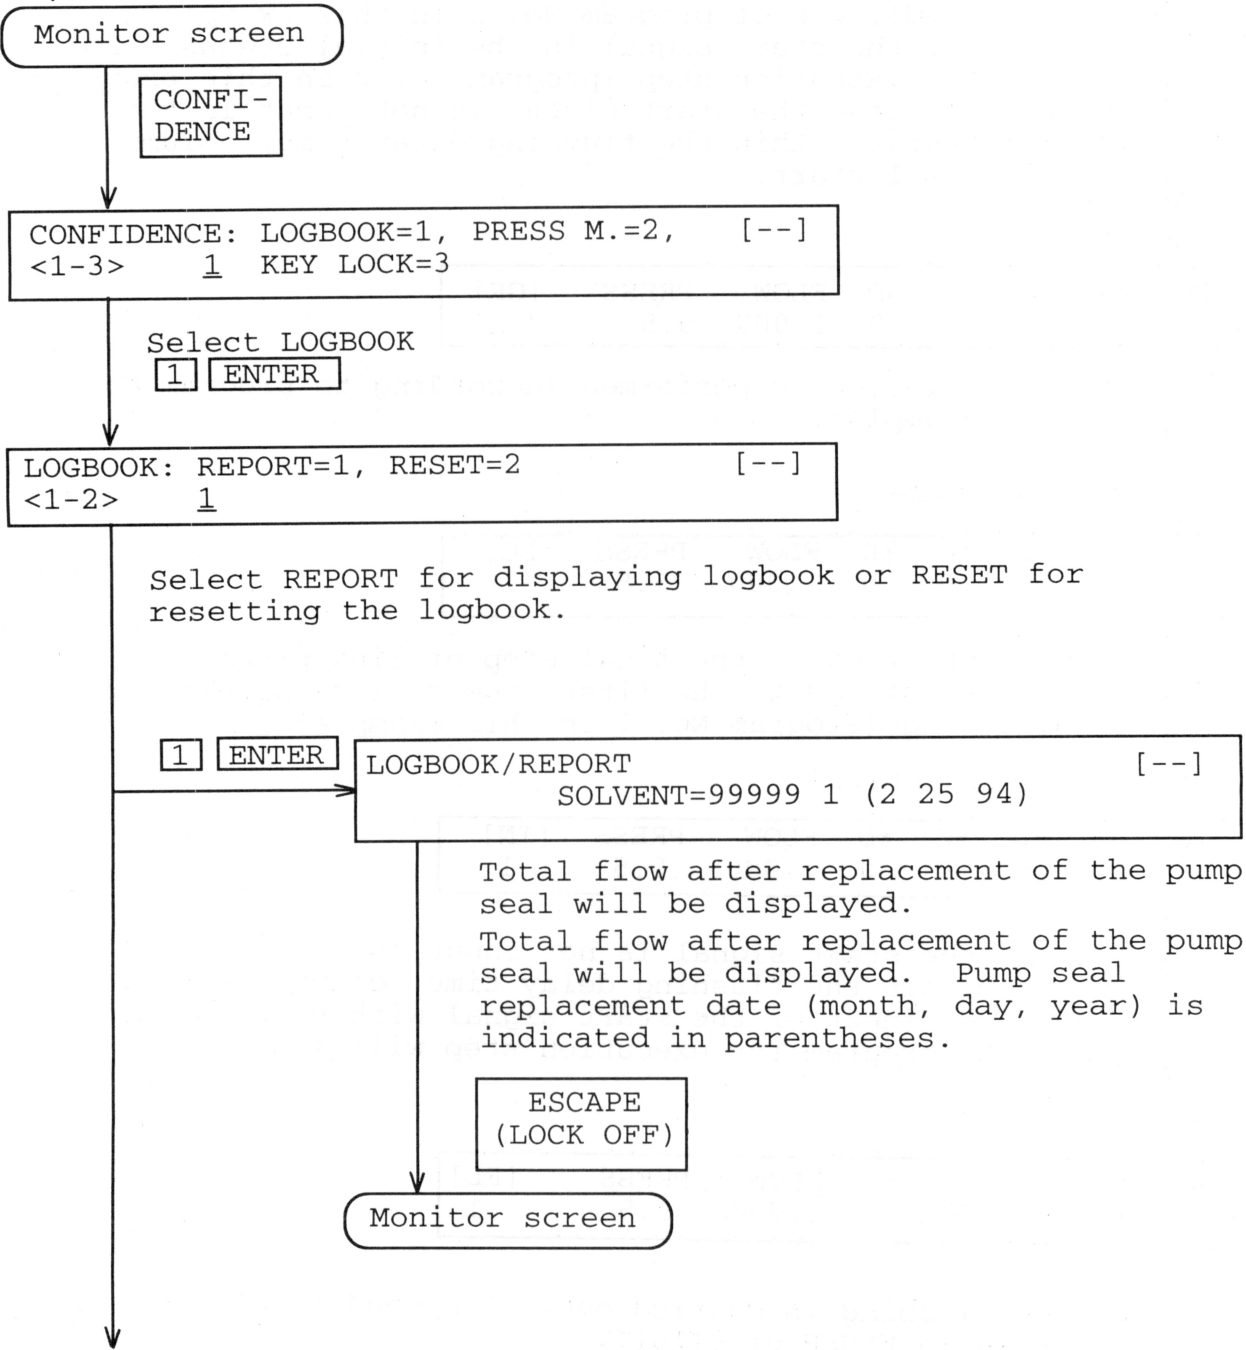 Monitor screen
CONFI-
DENCE
CONFIDENCE: LOGBOOK=1, PRESS M.=2, [--]
<1-3> 1 KEY LOCK=3
Select LOGBOOK
1 ENTER
LOGBOOK: REPORT=1, RESET=2 [--]
<1-2> 1
Select REPORT for displaying logbook or RESET for
resetting the logbook.
1 ENTER
LOGBOOK/REPORT [--]
SOLVENT=99999 1 (2 25 94)
Total flow after replacement of the pump
seal will be displayed.
Total flow after replacement of the pump
seal will be displayed. Pump seal
replacement date (month, day, year) is
indicated in parentheses.
ESCAPE
(LOCK OFF)
Monitor screen